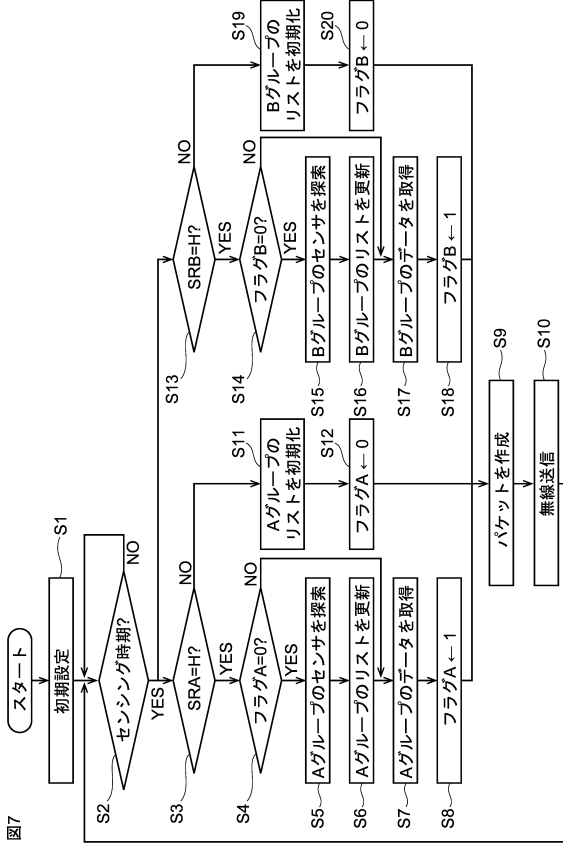 図7
スタート
初期設定
S1
センシング時期?
S2
NO
YES
SRA=H?
S3
NO
YES
フラグA=0?
S4
NO
YES
Aグループのセンサを探索
S5
Aグループのリストを更新
S6
Aグループのデータを取得
S7
フラグA←1
S8
S11
Aグループの
リストを初期化
S12
フラグA←0
SRB=H?
S13
NO
YES
フラグB=0?
S14
NO
YES
Bグループのセンサを探索
S15
Bグループのリストを更新
S16
Bグループのデータを取得
S17
フラグB←1
S18
S19
Bグループの
リストを初期化
S20
フラグB←0
パケットを作成
S9
無線送信
S10